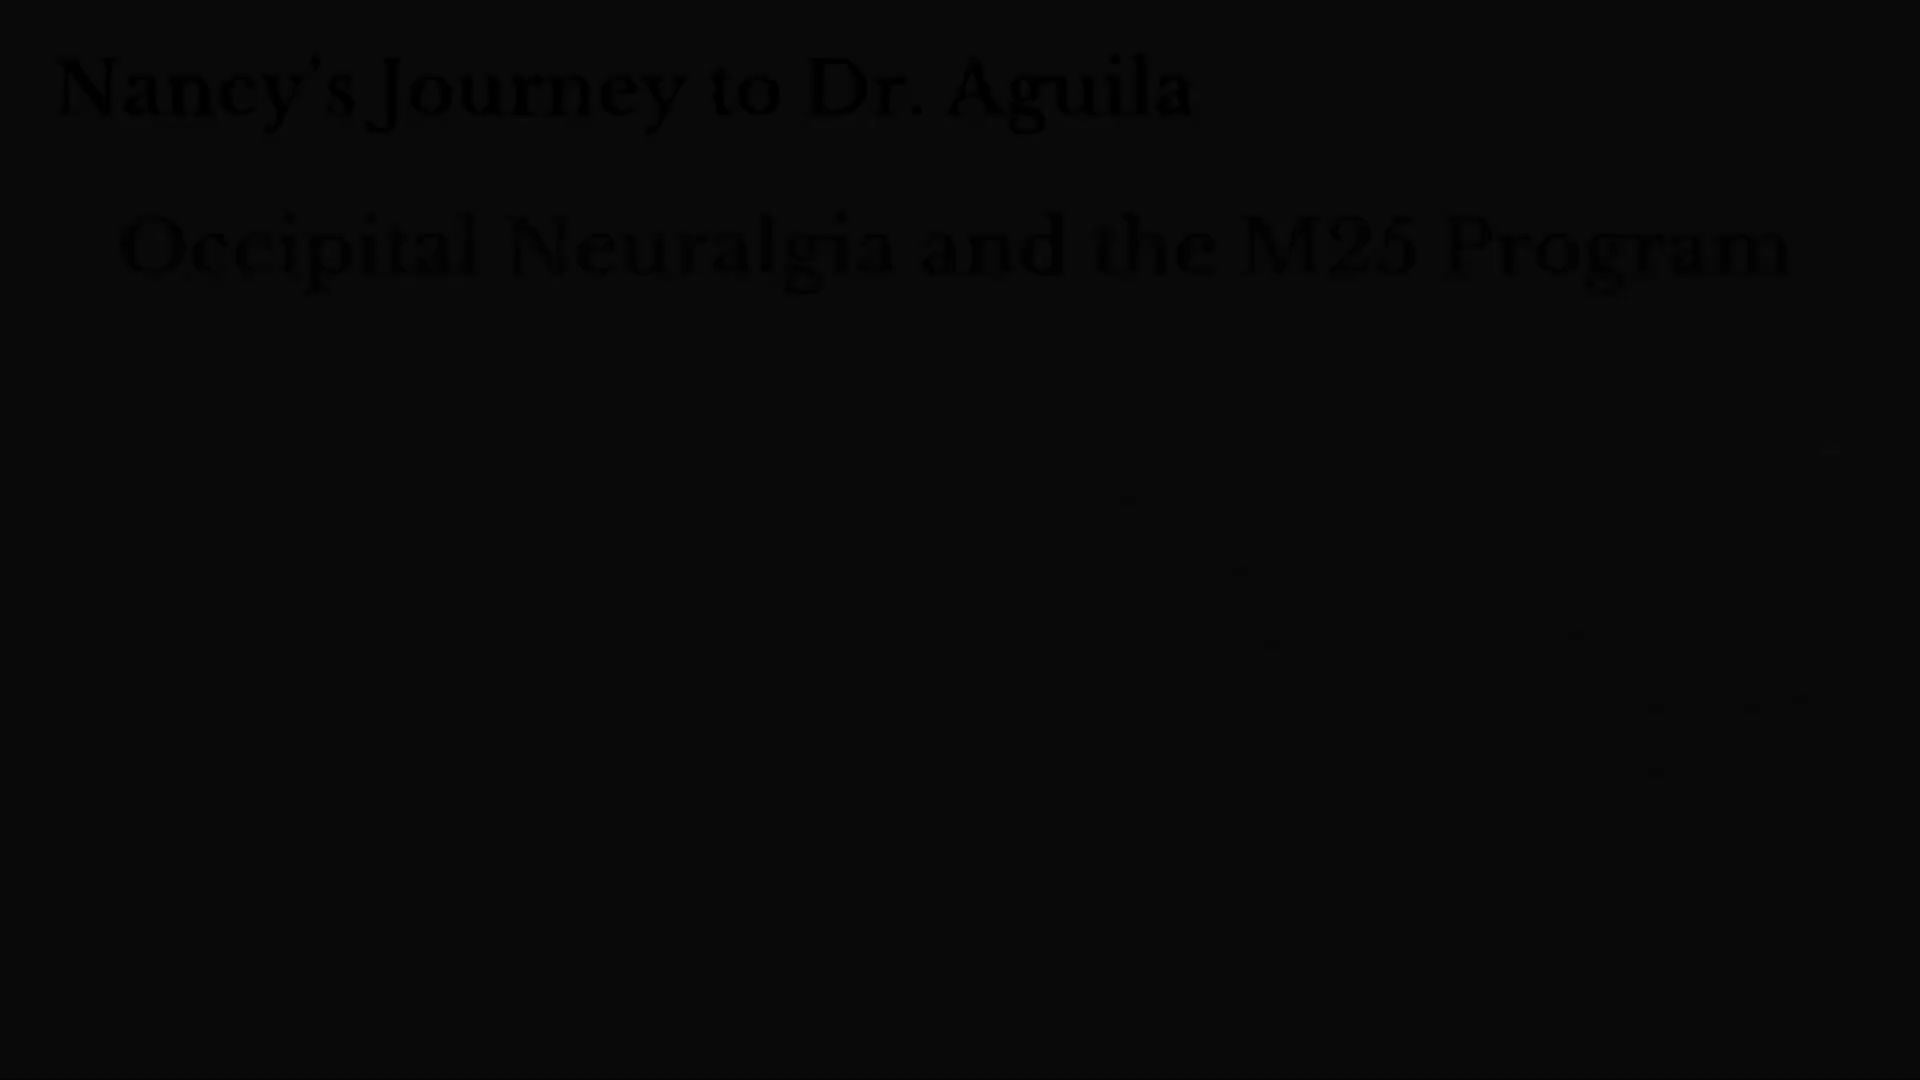 Nancy's Journey to Dr. Aguila
Occipital Neuralgia and the M25 Program